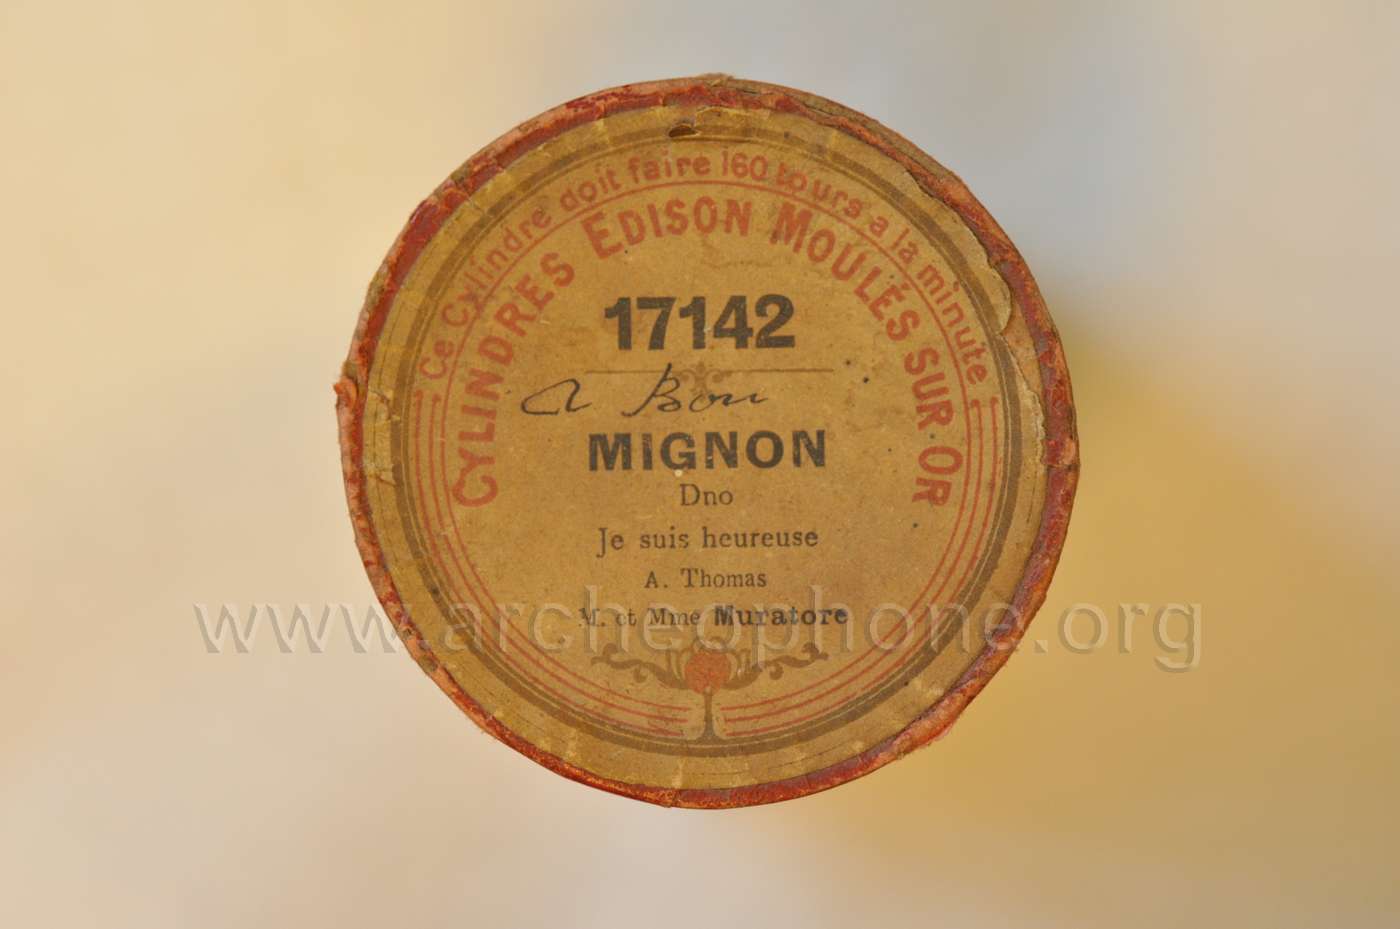 Ce Cylindre doit faire 160 tours a la minute
CYLINDRES EDISON MOULÉS SUR OR
17142
a Bon
MIGNON
Dno
Je suis heureuse
A. Thomas
M. et Mme Muratore
www.archeophone.org